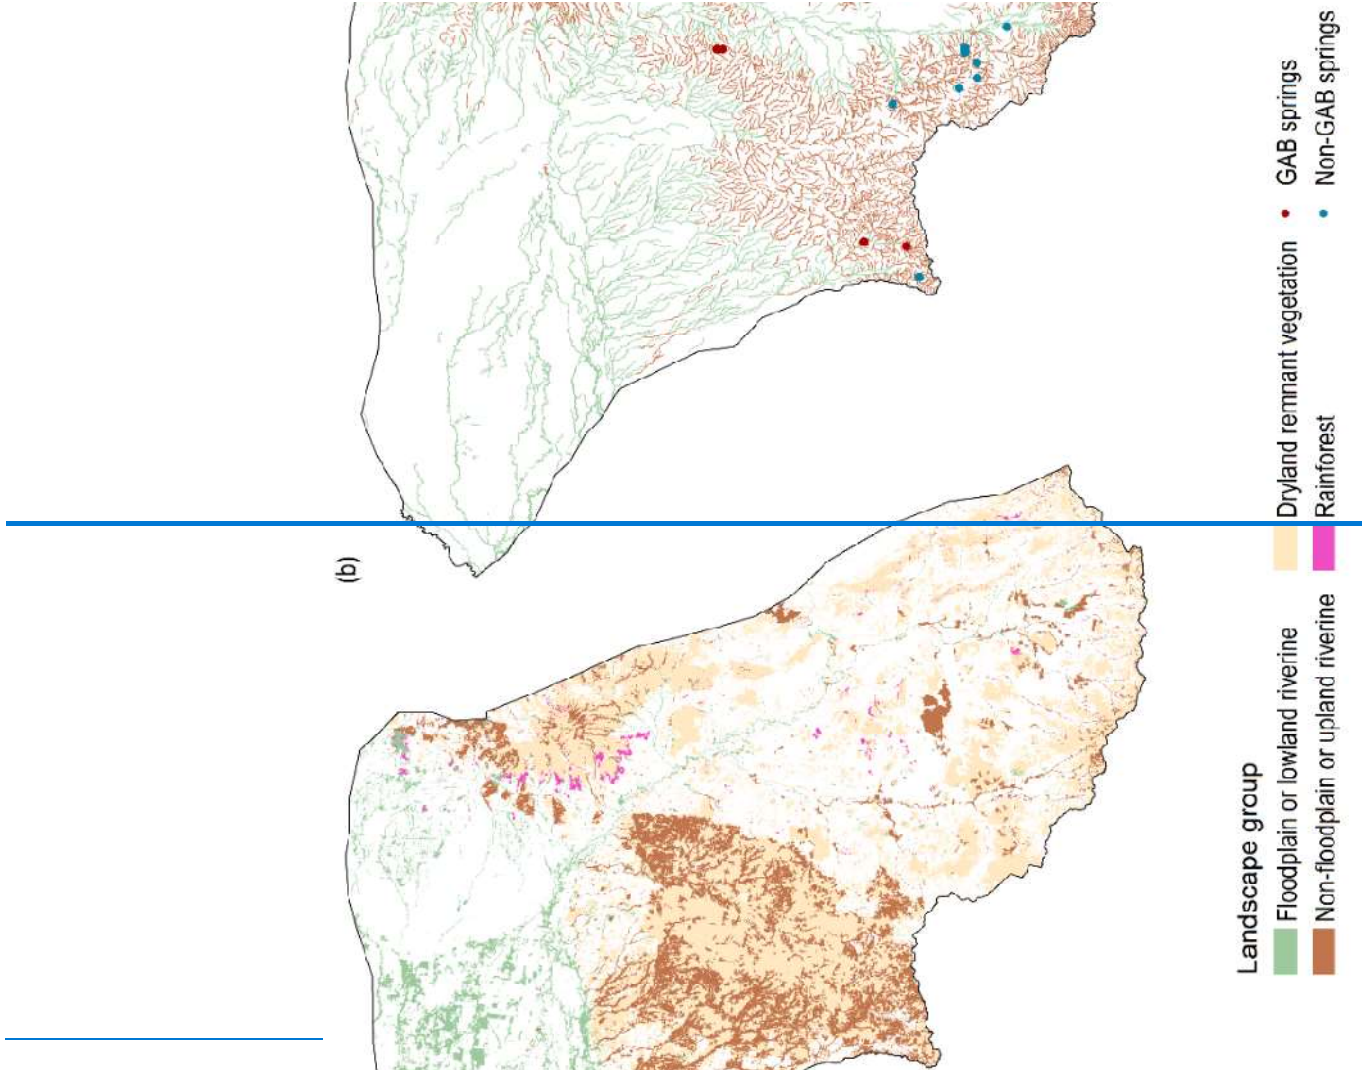 (b)
Landscape group
Floodplain or lowland riverine
Non-floodplain or upland riverine
Dryland remnant vegetation
Rainforest
GAB springs
Non-GAB springs